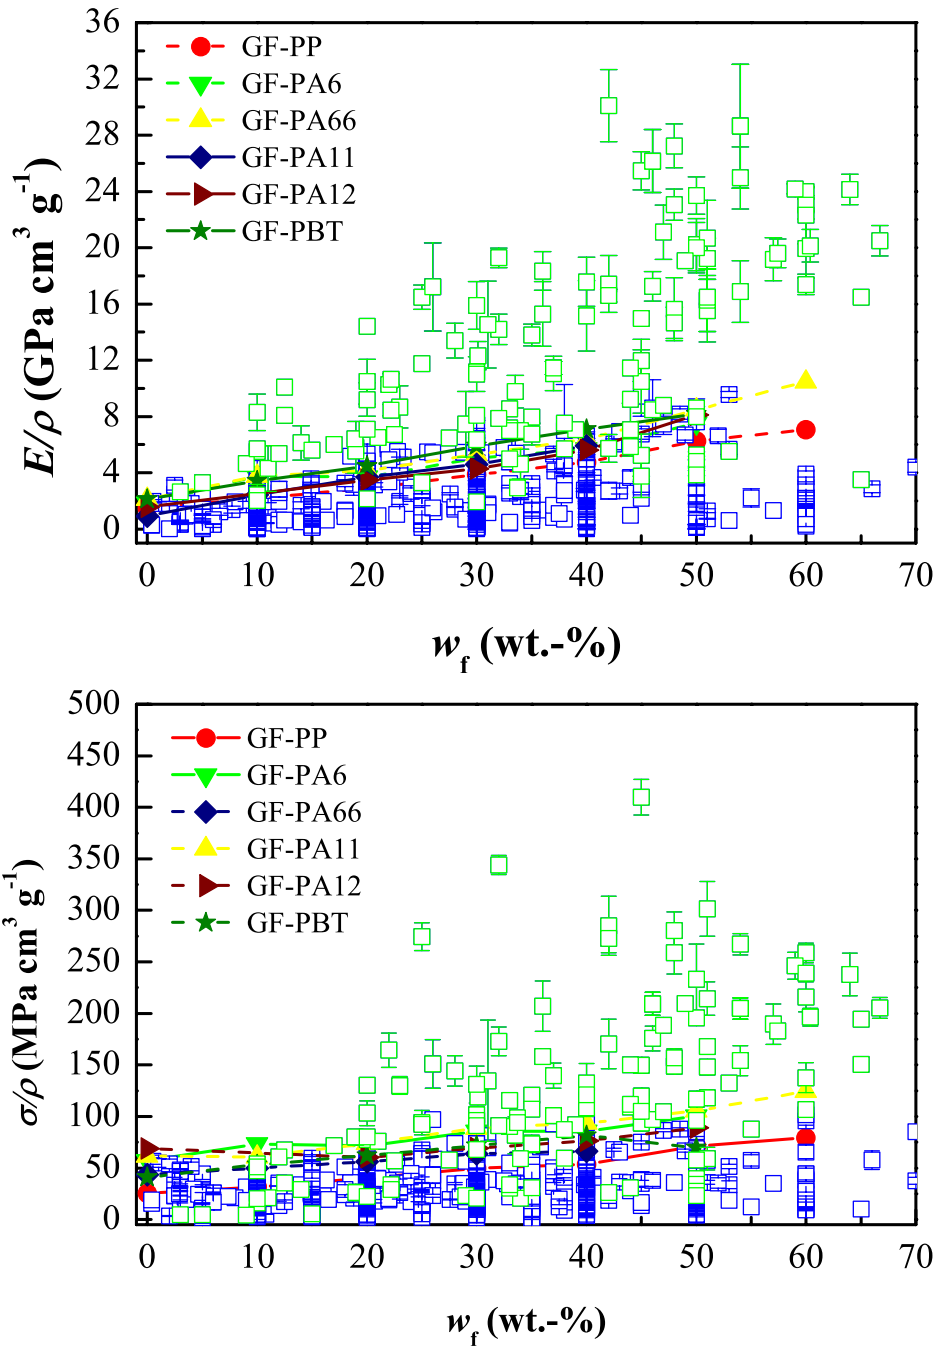 36
32
28
24
20
16
12
8
4
0
E/ρ (GPa cm³ g⁻¹)
GF-PP
GF-PA6
GF-PA66
GF-PA11
GF-PA12
GF-PBT
0 10 20 30 40 50 60 70
w_f (wt.-%)
500
450
400
350
300
250
200
150
100
50
0
σ/ρ (MPa cm³ g⁻¹)
GF-PP
GF-PA6
GF-PA66
GF-PA11
GF-PA12
GF-PBT
0 10 20 30 40 50 60 70
w_f (wt.-%)